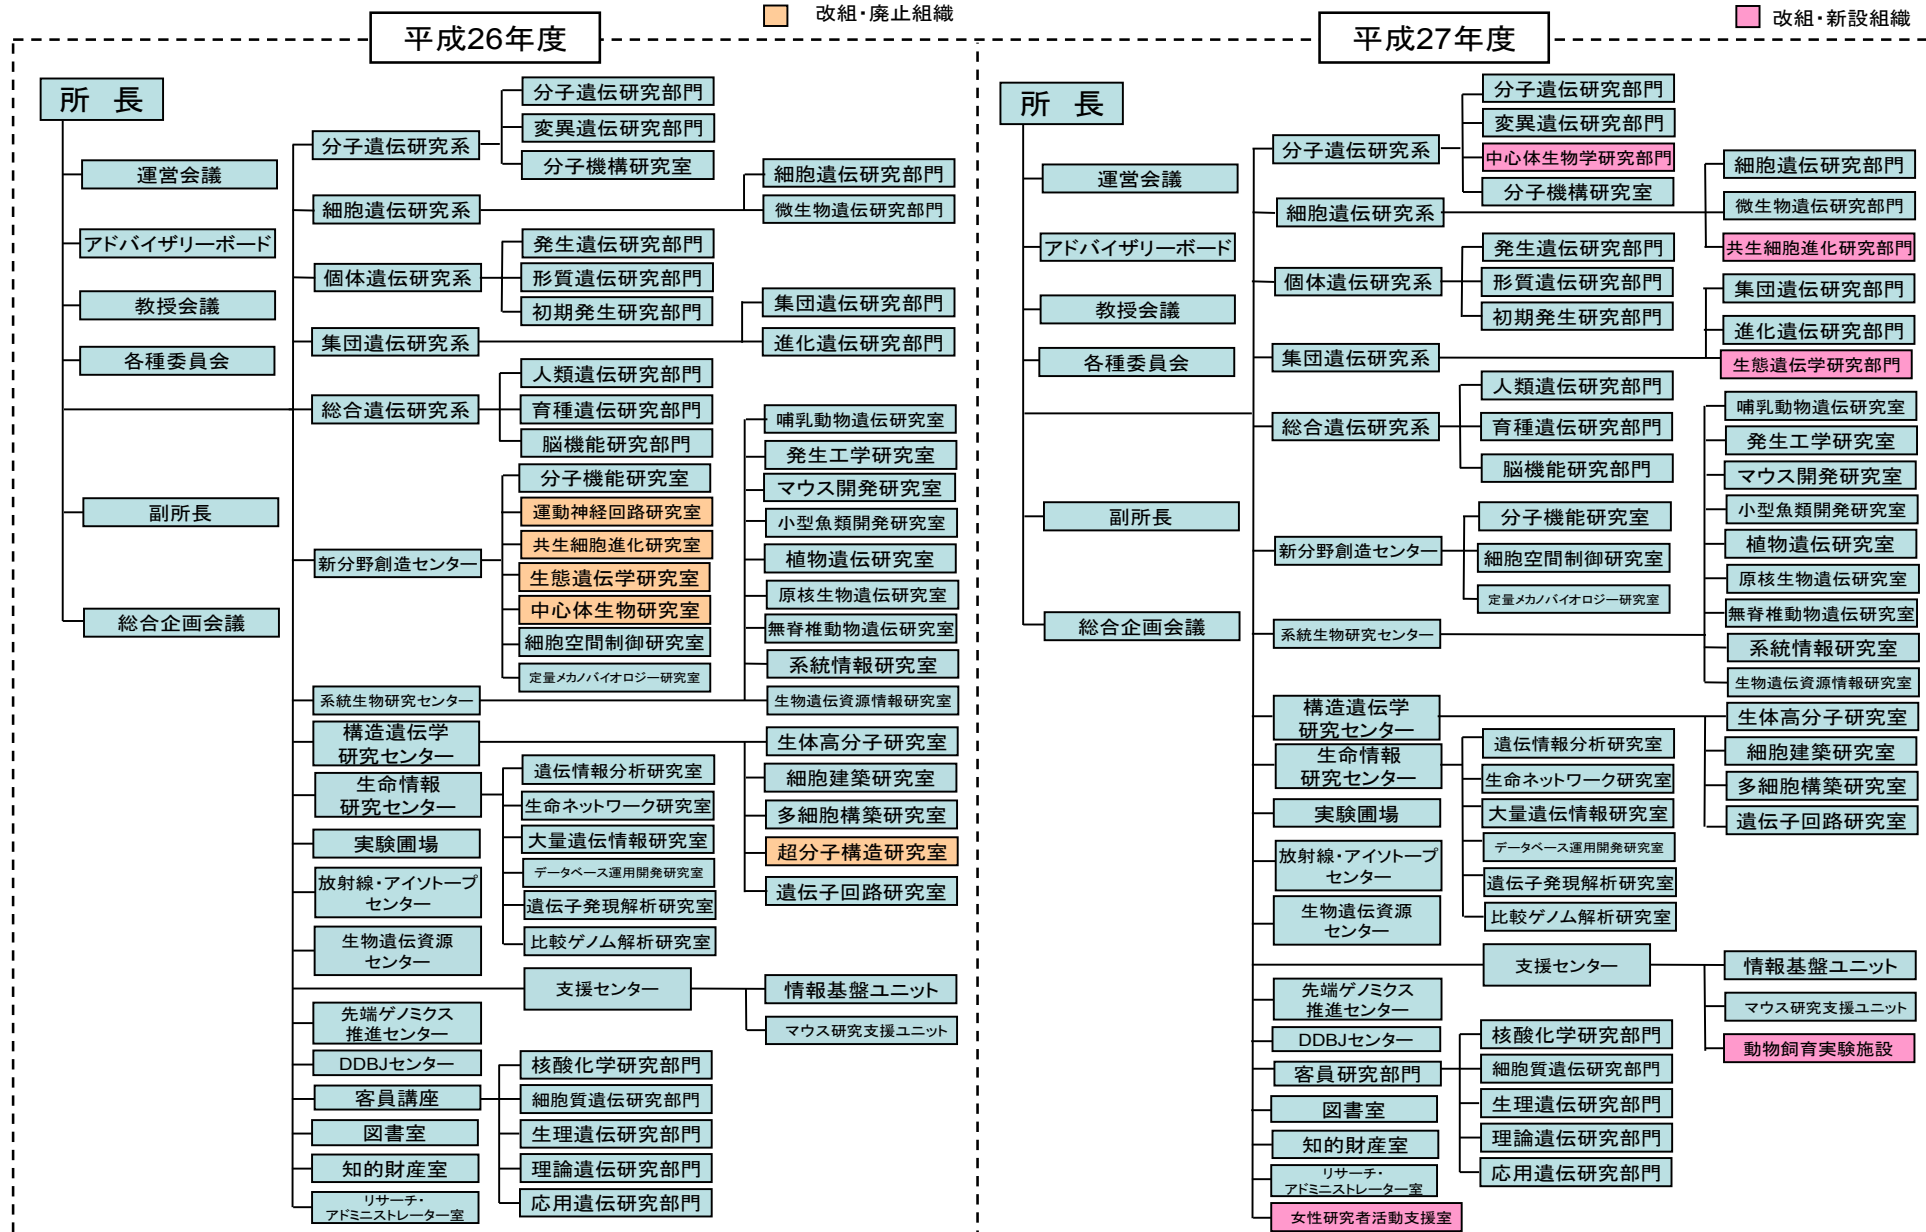 改組・廃止組織
平成26年度
所　長
運営会議
アドバイザリーボード
教授会議
各種委員会
副所長
総合企画会議
分子遺伝研究系
分子遺伝研究部門
変異遺伝研究部門
分子機構研究室
細胞遺伝研究系
細胞遺伝研究部門
微生物遺伝研究部門
個体遺伝研究系
発生遺伝研究部門
形質遺伝研究部門
初期発生研究部門
集団遺伝研究系
集団遺伝研究部門
進化遺伝研究部門
総合遺伝研究系
人類遺伝研究部門
育種遺伝研究部門
脳機能研究部門
新分野創造センター
分子機能研究室
運動神経回路研究室
共生細胞進化研究室
生態遺伝学研究室
中心体生物研究室
細胞空間制御研究室
定量メカノバイオロジー研究室
系統生物研究センター
哺乳動物遺伝研究室
発生工学研究室
マウス開発研究室
小型魚類開発研究室
植物遺伝研究室
原核生物遺伝研究室
無脊椎動物遺伝研究室
系統情報研究室
生物遺伝資源情報研究室
構造遺伝学
研究センター
生体高分子研究室
細胞建築研究室
多細胞構築研究室
超分子構造研究室
遺伝子回路研究室
生命情報
研究センター
遺伝情報分析研究室
生命ネットワーク研究室
大量遺伝情報研究室
データベース運用開発研究室
遺伝子発現解析研究室
比較ゲノム解析研究室
実験圃場
放射線・アイソトープ
センター
生物遺伝資源
センター
支援センター
情報基盤ユニット
マウス研究支援ユニット
先端ゲノミクス
推進センター
DDBJセンター
客員講座
核酸化学研究部門
細胞質遺伝研究部門
生理遺伝研究部門
理論遺伝研究部門
応用遺伝研究部門
図書室
知的財産室
リサーチ・
アドミニストレーター室
改組・新設組織
平成27年度
所　長
運営会議
アドバイザリーボード
教授会議
各種委員会
副所長
総合企画会議
分子遺伝研究系
分子遺伝研究部門
変異遺伝研究部門
中心体生物学研究部門
分子機構研究室
細胞遺伝研究系
細胞遺伝研究部門
微生物遺伝研究部門
共生細胞進化研究部門
個体遺伝研究系
発生遺伝研究部門
形質遺伝研究部門
初期発生研究部門
集団遺伝研究系
集団遺伝研究部門
進化遺伝研究部門
生態遺伝学研究部門
総合遺伝研究系
人類遺伝研究部門
育種遺伝研究部門
脳機能研究部門
新分野創造センター
分子機能研究室
細胞空間制御研究室
定量メカノバイオロジー研究室
系統生物研究センター
哺乳動物遺伝研究室
発生工学研究室
マウス開発研究室
小型魚類開発研究室
植物遺伝研究室
原核生物遺伝研究室
無脊椎動物遺伝研究室
系統情報研究室
生物遺伝資源情報研究室
構造遺伝学
研究センター
生体高分子研究室
細胞建築研究室
多細胞構築研究室
遺伝子回路研究室
生命情報
研究センター
遺伝情報分析研究室
生命ネットワーク研究室
大量遺伝情報研究室
データベース運用開発研究室
遺伝子発現解析研究室
比較ゲノム解析研究室
実験圃場
放射線・アイソトープ
センター
生物遺伝資源
センター
支援センター
情報基盤ユニット
マウス研究支援ユニット
動物飼育実験施設
先端ゲノミクス
推進センター
DDBJセンター
客員研究部門
核酸化学研究部門
細胞質遺伝研究部門
生理遺伝研究部門
理論遺伝研究部門
応用遺伝研究部門
図書室
知的財産室
リサーチ・
アドミニストレーター室
女性研究者活動支援室